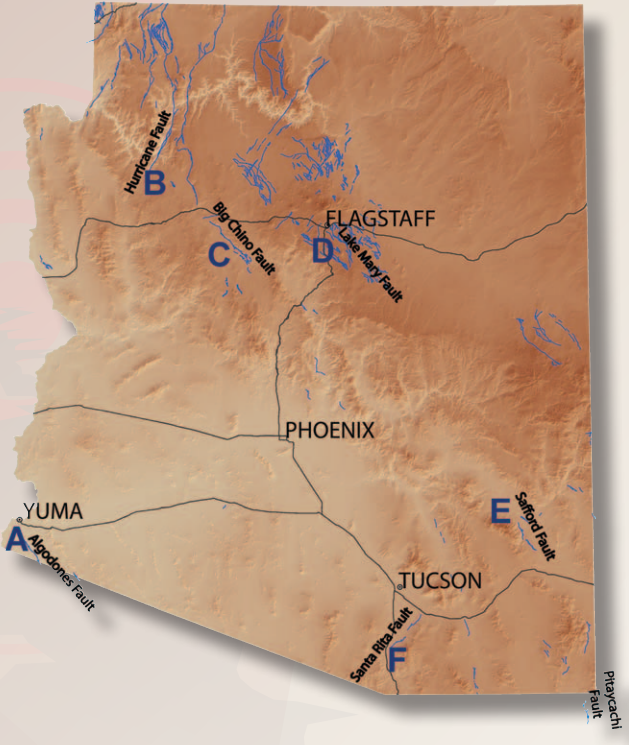 Hurricane Fault
B
Big Chino Fault
C
FLAGSTAFF
D
Lake Mary Fault
PHOENIX
YUMA
A
Algodones Fault
E
Safford Fault
TUCSON
Santa Rita Fault
F
Pitaycachi
Fault